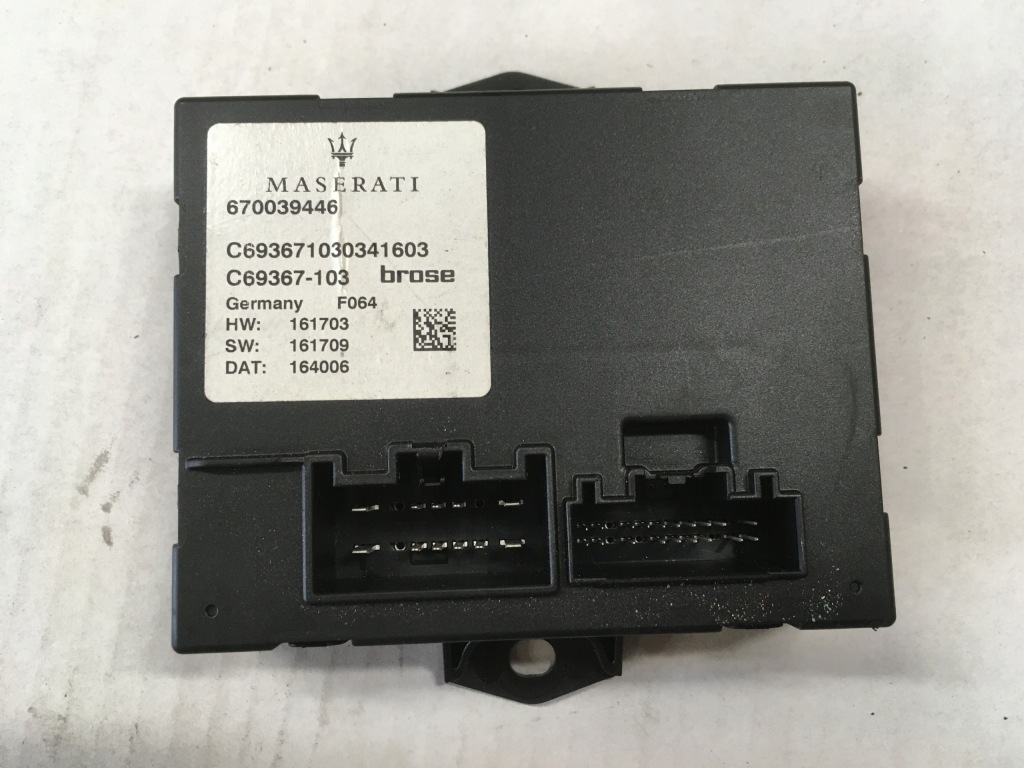 MASERATI
670039446
C693671030341603
C69367-103 brose
Germany F064
HW: 161703
SW: 161709
DAT: 164006